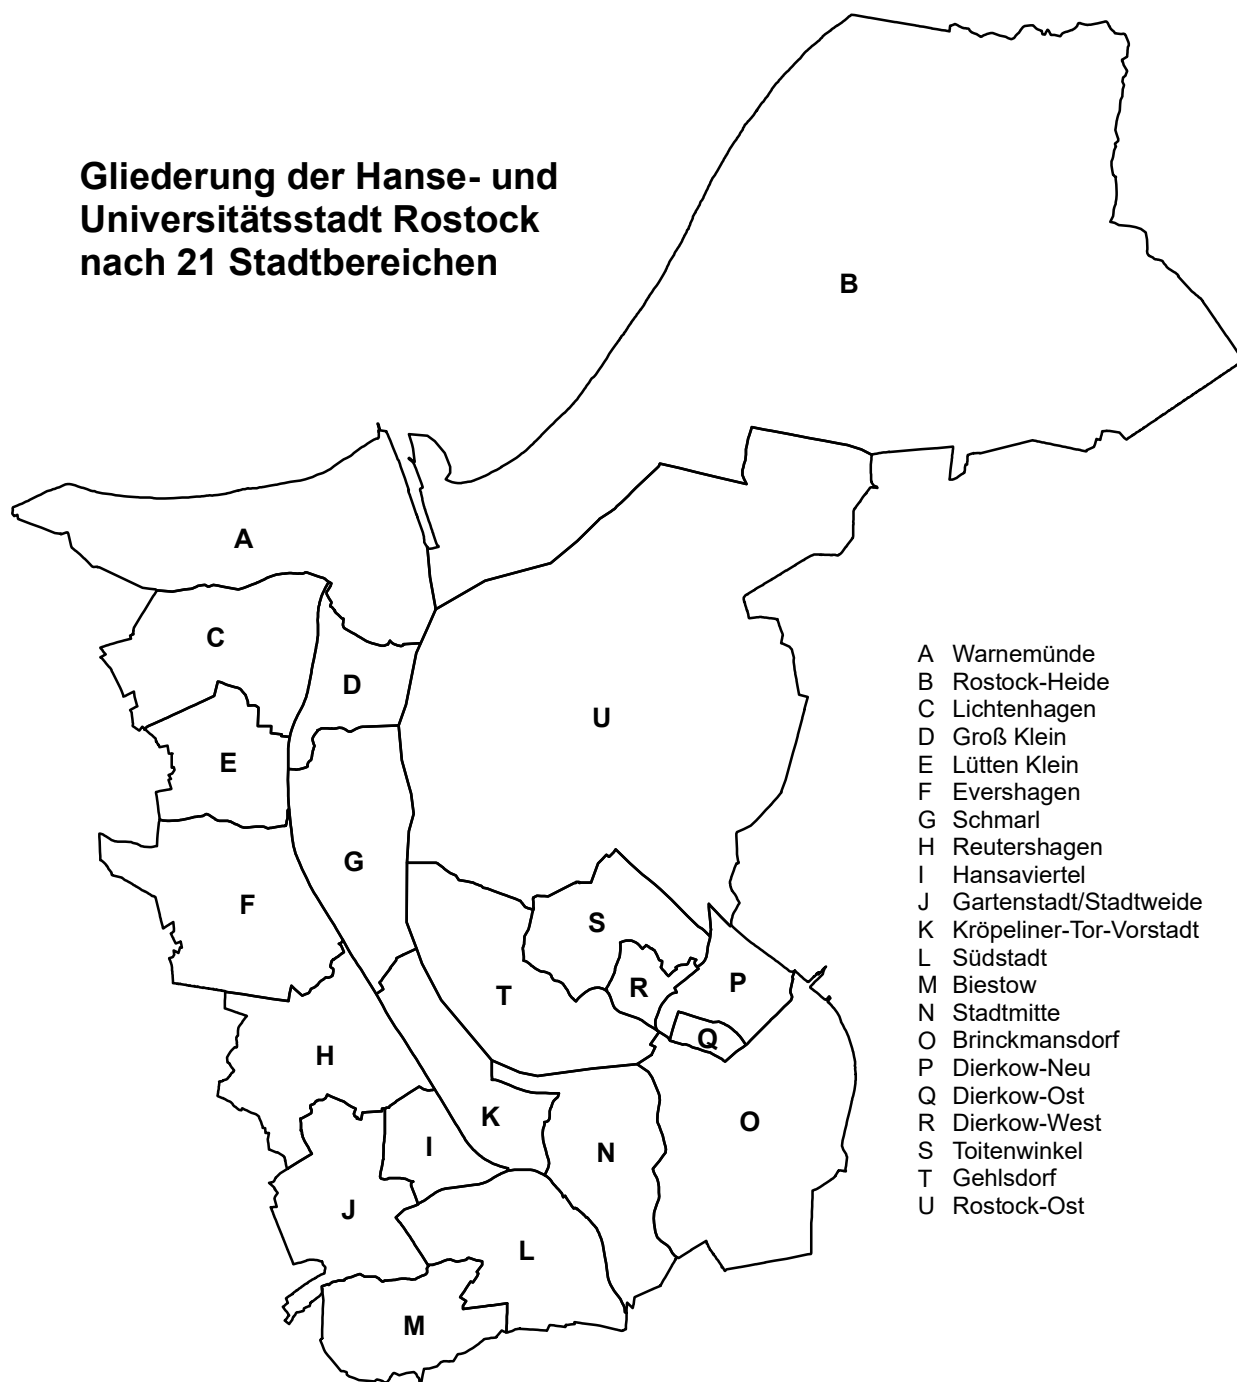 Gliederung der Hanse- und
Universitätsstadt Rostock
nach 21 Stadtbereichen
B
A
C
D
U
E
G
F
S
P
R
T
Q
H
K
O
I
N
J
L
M
A Warnemünde
B Rostock-Heide
C Lichtenhagen
D Groß Klein
E Lütten Klein
F Evershagen
G Schmarl
H Reutershagen
I Hansaviertel
J Gartenstadt/Stadtweide
K Kröpeliner-Tor-Vorstadt
L Südstadt
M Biestow
N Stadtmitte
O Brinckmansdorf
P Dierkow-Neu
Q Dierkow-Ost
R Dierkow-West
S Toitenwinkel
T Gehlsdorf
U Rostock-Ost